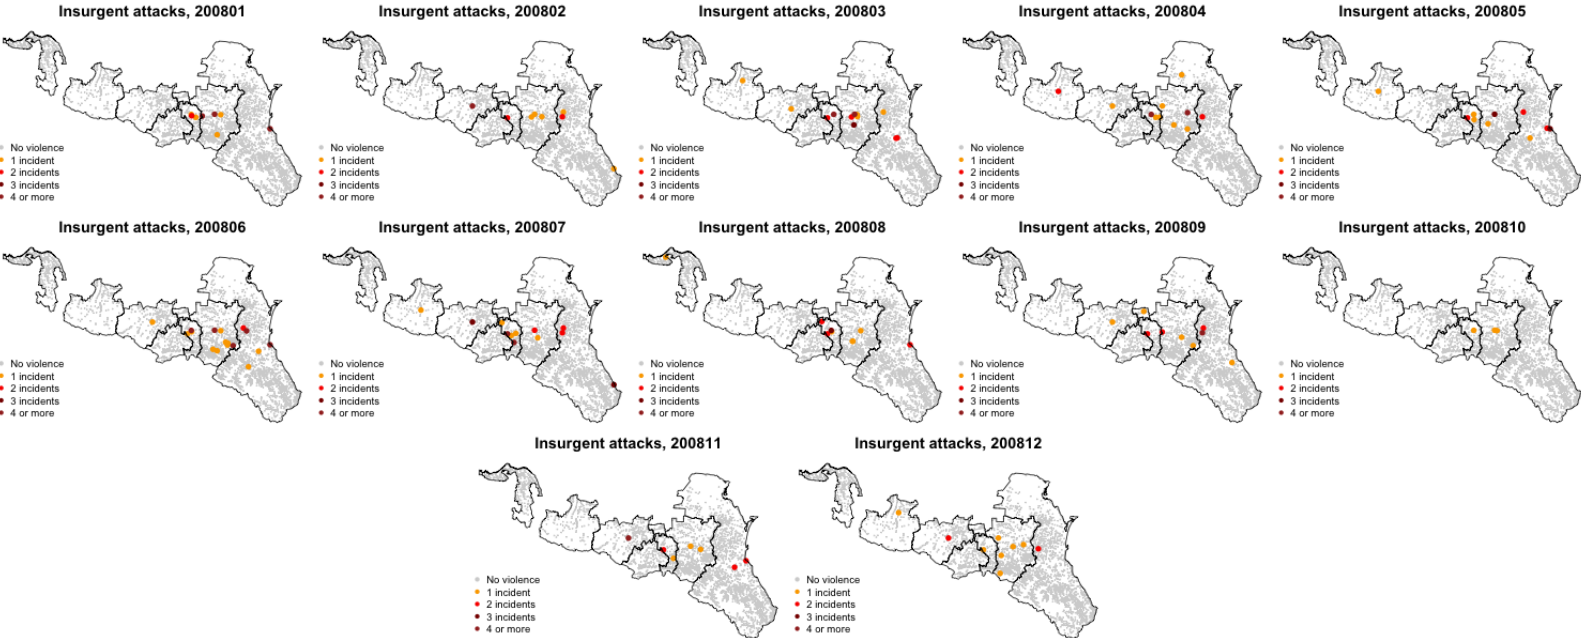 Insurgent attacks, 200801
No violence
1 incident
2 incidents
3 incidents
4 or more
Insurgent attacks, 200802
No violence
1 incident
2 incidents
3 incidents
4 or more
Insurgent attacks, 200803
No violence
1 incident
2 incidents
3 incidents
4 or more
Insurgent attacks, 200804
No violence
1 incident
2 incidents
3 incidents
4 or more
Insurgent attacks, 200805
No violence
1 incident
2 incidents
3 incidents
4 or more
Insurgent attacks, 200806
No violence
1 incident
2 incidents
3 incidents
4 or more
Insurgent attacks, 200807
No violence
1 incident
2 incidents
3 incidents
4 or more
Insurgent attacks, 200808
No violence
1 incident
2 incidents
3 incidents
4 or more
Insurgent attacks, 200809
No violence
1 incident
2 incidents
3 incidents
4 or more
Insurgent attacks, 200810
No violence
1 incident
2 incidents
3 incidents
4 or more
Insurgent attacks, 200811
No violence
1 incident
2 incidents
3 incidents
4 or more
Insurgent attacks, 200812
No violence
1 incident
2 incidents
3 incidents
4 or more